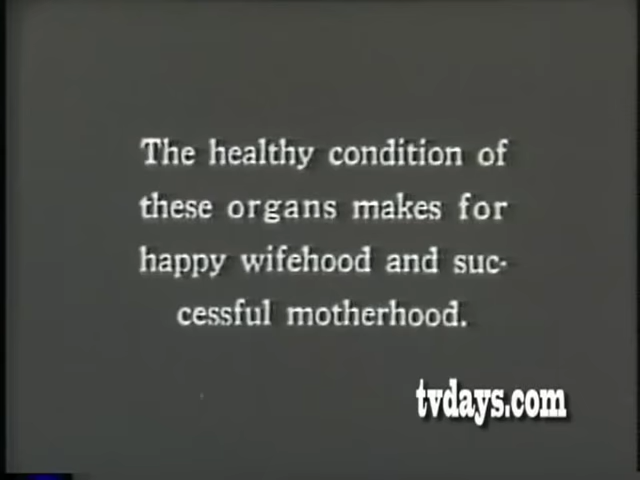 The healthy condition of
these organs makes for
happy wifehood and suc-
cessful motherhood.
tvdays.com